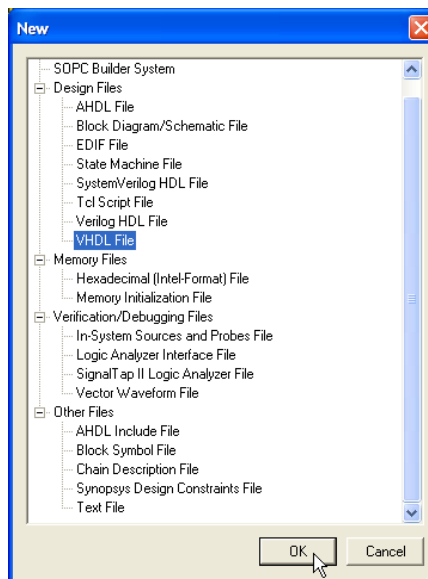 New
SOPC Builder System
Design Files
AHDL File
Block Diagram/Schematic File
EDIF File
State Machine File
SystemVerilog HDL File
Tcl Script File
Verilog HDL File
VHDL File
Memory Files
Hexadecimal (Intel-Format) File
Memory Initialization File
Verification/Debugging Files
In-System Sources and Probes File
Logic Analyzer Interface File
SignalTap II Logic Analyzer File
Vector Waveform File
Other Files
AHDL Include File
Block Symbol File
Chain Description File
Synopsys Design Constraints File
Text File
OK Cancel